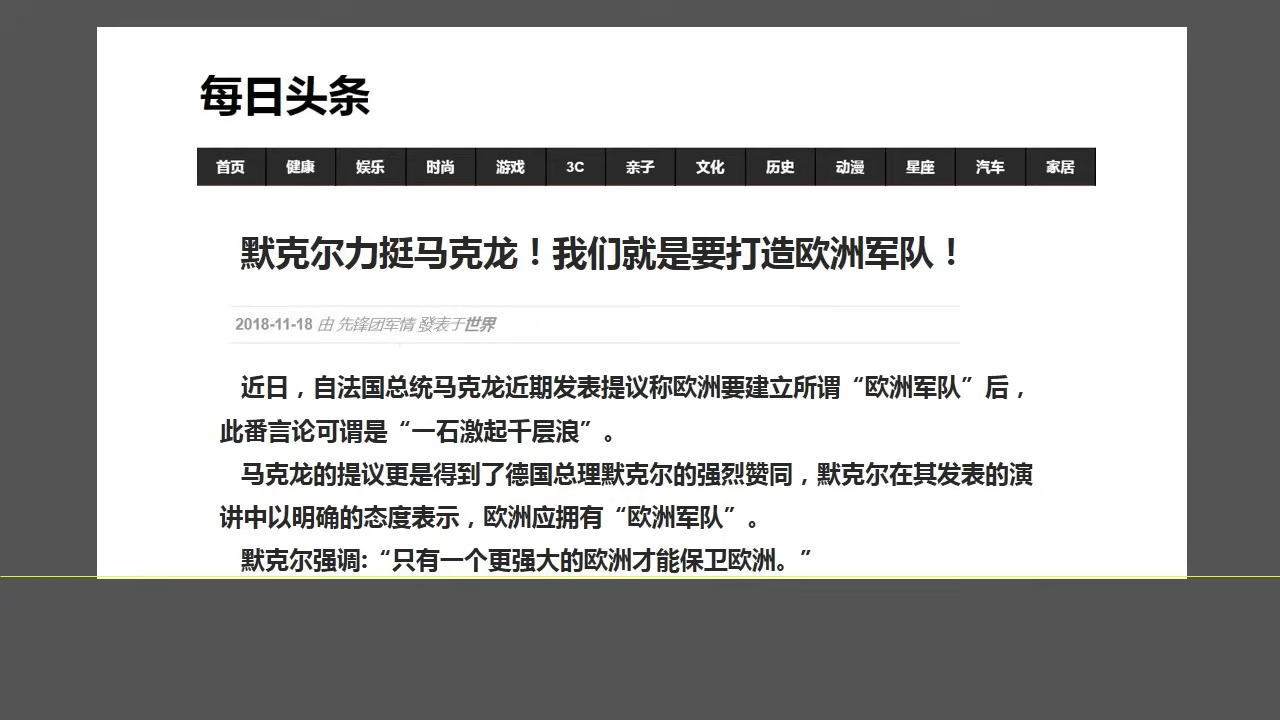 每日头条
首页 健康 娱乐 时尚 游戏 3C 亲子 文化 历史 动漫 星座 汽车 家居
默克尔力挺马克龙！我们就是要打造欧洲军队！
2018-11-18 由 先鋒团军情 發表于世界
近日，自法国总统马克龙近期发表提议称欧洲要建立所谓“欧洲军队”后，
此番言论可谓是“一石激起千层浪”。
马克龙的提议更是得到了德国总理默克尔的强烈赞同，默克尔在其发表的演
讲中以明确的态度表示，欧洲应拥有“欧洲军队”。
默克尔强调:“只有一个更强大的欧洲才能保卫欧洲。”